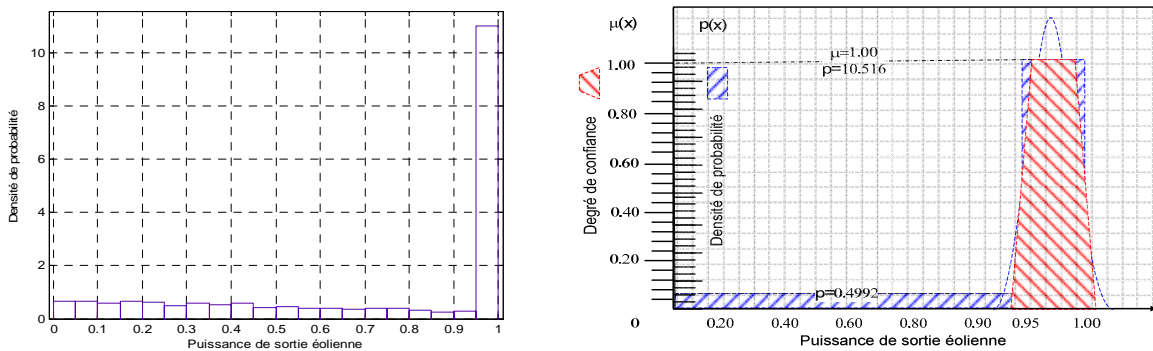 10
8
6
4
2
0
Densité de probabilité
0 0.1 0.2 0.3 0.4 0.5 0.6 0.7 0.8 0.9 1
Puissance de sortie éolienne
μ(x) p(x)
μ=1.00
p=10.516
1.00
0.80
0.60
0.40
0.20
Degré de confiance
Densité de probabilité
p=0.4992
0 0.20 0.40 0.60 0.80 0.90 0.95 1.00
Puissance de sortie éolienne